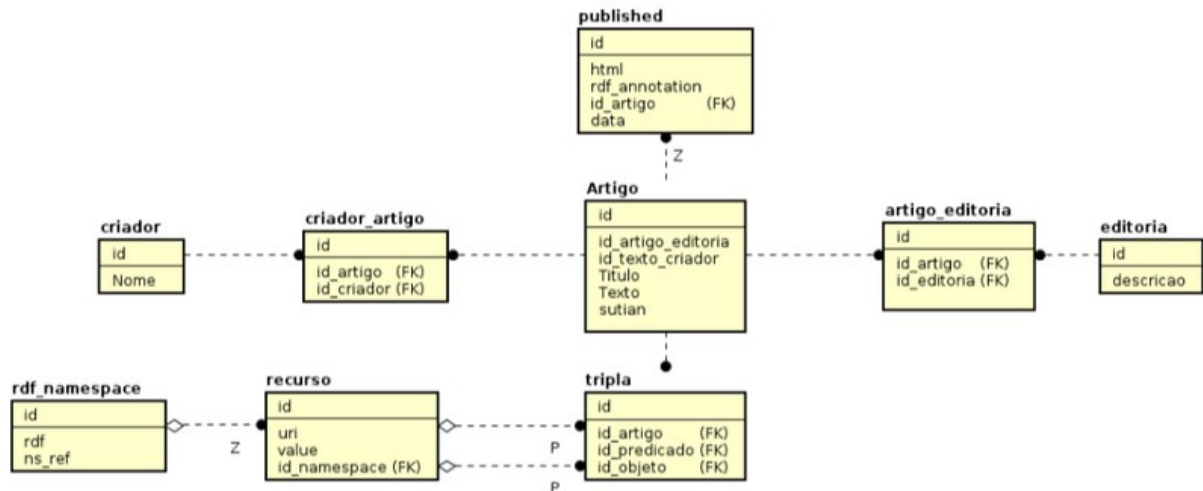 published
id
html
rdf_annotation
id_artigo (FK)
data
Z
Artigo
id
id_artigo_editoria
id_texto_criador
Titulo
Texto
sutian
criador
id
Nome
criador_artigo
id
id_artigo (FK)
id_criador (FK)
artigo_editoria
id
id_artigo (FK)
id_editoria (FK)
editoria
id
descricao
rdf_namespace
id
rdf
ns_ref
Z
recurso
id
uri
value
id_namespace (FK)
P
P
tripla
id
id_artigo (FK)
id_predicado (FK)
id_objeto (FK)